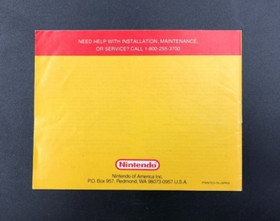 NEED HELP WITH INSTALLATION, MAINTENANCE
OR SERVICE? CALL 1-800-255-3700
Nintendo
Nintendo of America Inc.
P.O. Box 957, Redmond, WA 98073-0957 U.S.A.
PRINTED IN JAPAN